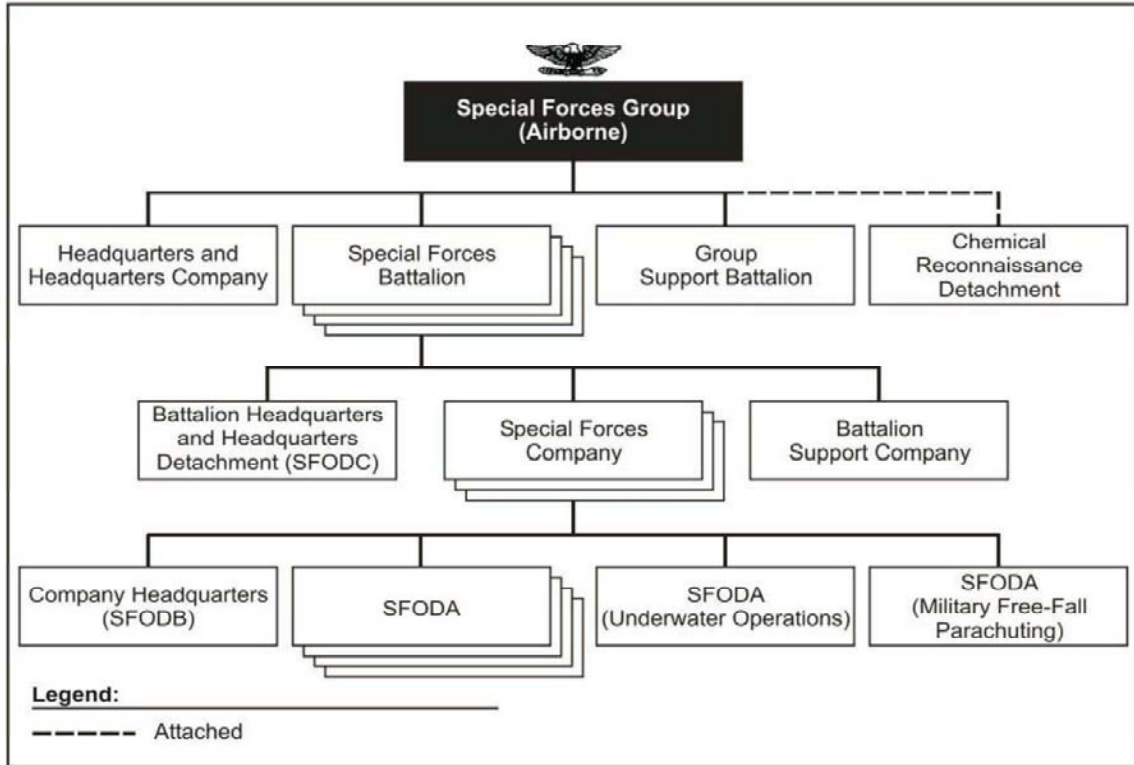 Special Forces Group
(Airborne)
Headquarters and
Headquarters Company
Special Forces
Battalion
Group
Support Battalion
Chemical
Reconnaissance
Detachment
Battalion Headquarters
and Headquarters
Detachment (SFODC)
Special Forces
Company
Battalion
Support Company
Company Headquarters
(SFODB)
SFODA
SFODA
(Underwater Operations)
SFODA
(Military Free-Fall
Parachuting)
Legend:
Attached